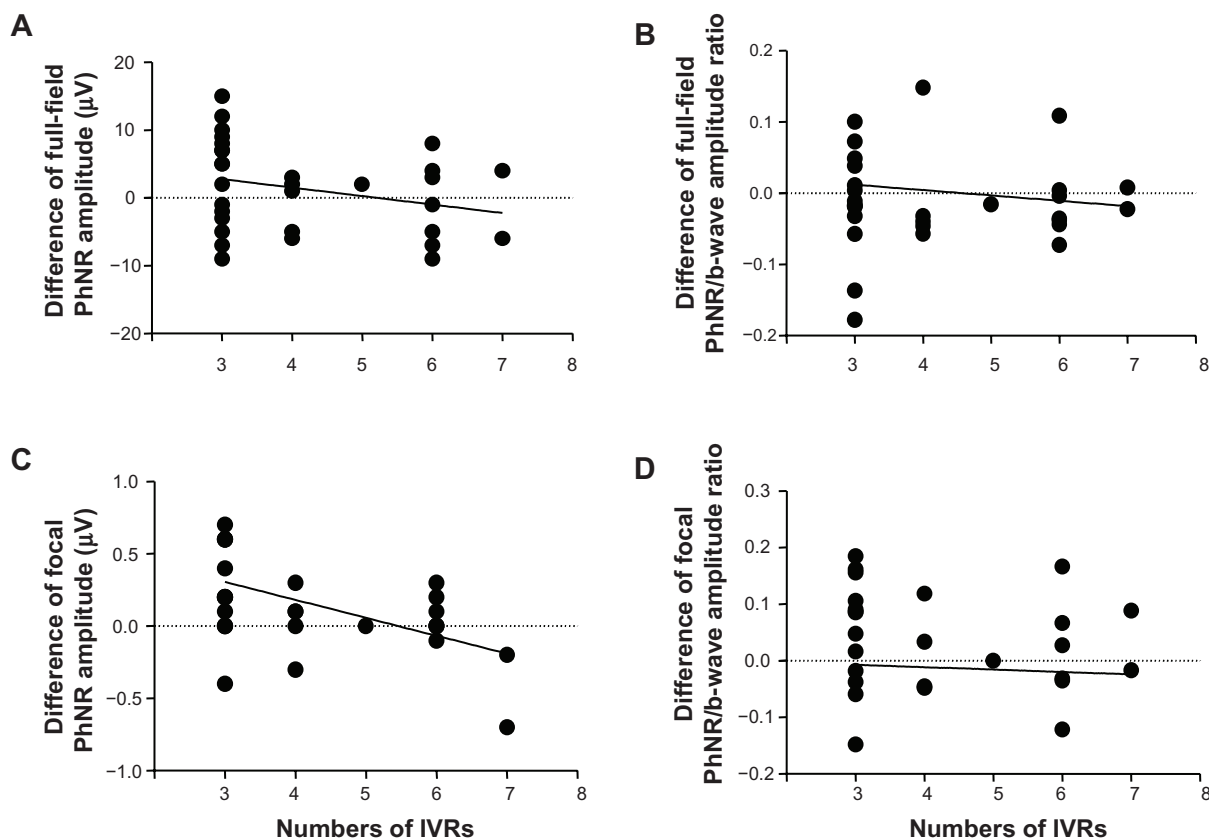 A
Difference of full-field
PhNR amplitude (μV)
20
10
0
−10
−20
3 4 5 6 7 8
B
Difference of full-field
PhNR/b-wave amplitude ratio
0.2
0.1
0.0
−0.1
−0.2
3 4 5 6 7 8
C
Difference of focal
PhNR amplitude (μV)
1.0
0.5
0.0
−0.5
−1.0
3 4 5 6 7 8
Numbers of IVRs
D
Difference of focal
PhNR/b-wave amplitude ratio
0.3
0.2
0.1
0.0
−0.1
−0.2
3 4 5 6 7 8
Numbers of IVRs